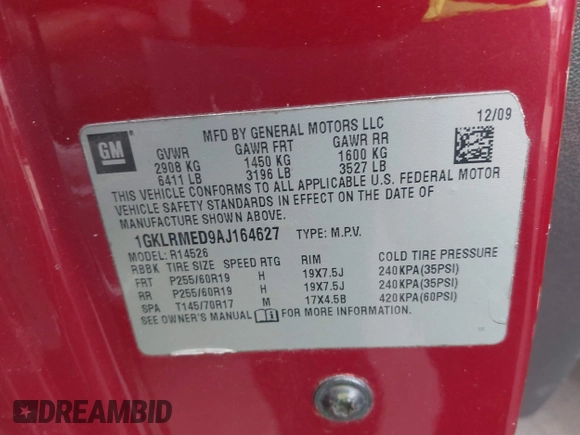 12/09
MFD BY GENERAL MOTORS LLC
GM
GVWR GAWR FRT GAWR RR
2908 KG 1450 KG 1600 KG
6411 LB 3196 LB 3527 LB
THIS VEHICLE CONFORMS TO ALL APPLICABLE U.S. FEDERAL MOTOR
VEHICLE SAFETY STANDARDS IN EFFECT ON THE DATE OF
MANUFACTURE SHOWN ABOVE.
1GKLRMED9AJ164627 TYPE: M.P.V.
MODEL: R14526
RBBK TIRE SIZE SPEED RTG RIM COLD TIRE PRESSURE
FRT P255/60R19 H 19X7.5J 240KPA(35PSI)
RR P255/60R19 H 19X7.5J 240KPA(35PSI)
SPA T145/70R17 M 17X4.5B 420KPA(60PSI)
SEE OWNER'S MANUAL FOR MORE INFORMATION.
DREAMBID